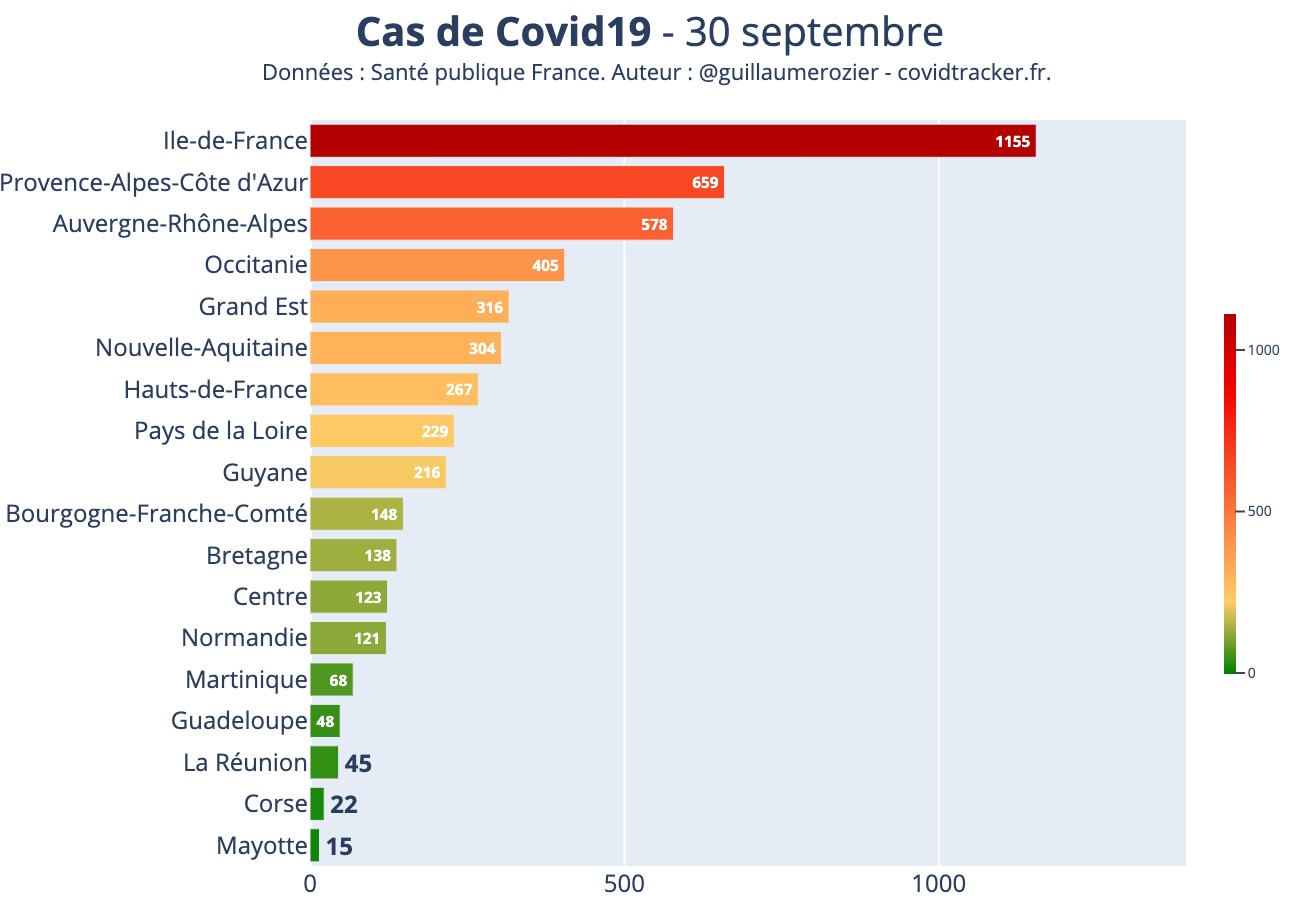 Cas de Covid19 - 30 septembre
Données : Santé publique France. Auteur : @guillaumerozier - covidtracker.fr.
Ile-de-France 1155
Provence-Alpes-Côte d'Azur 659
Auvergne-Rhône-Alpes 578
Occitanie 405
Grand Est 316
Nouvelle-Aquitaine 304
Hauts-de-France 267
Pays de la Loire 229
Guyane 216
Bourgogne-Franche-Comté 148
Bretagne 138
Centre 123
Normandie 121
Martinique 68
Guadeloupe 48
La Réunion 45
Corse 22
Mayotte 15
0 500 1000
1000
500
0